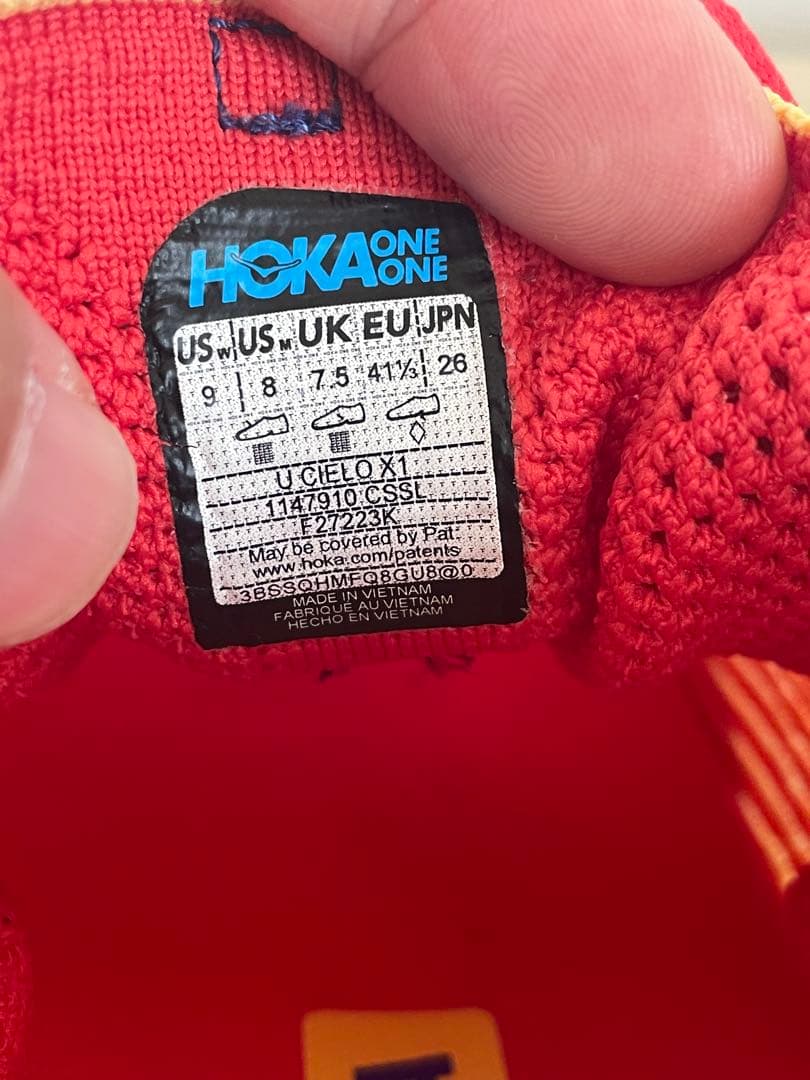 HOKA ONE ONE
US W US M UK EU JPN
9 8 7.5 41⅓ 26
U CIELO X1
1147910 CSSL
F27223K
May be covered by Pat.
www.hoka.com/patents
3BSSQHMFQ8GU8@0
MADE IN VIETNAM
FABRIQUE AU VIETNAM
HECHO EN VIETNAM